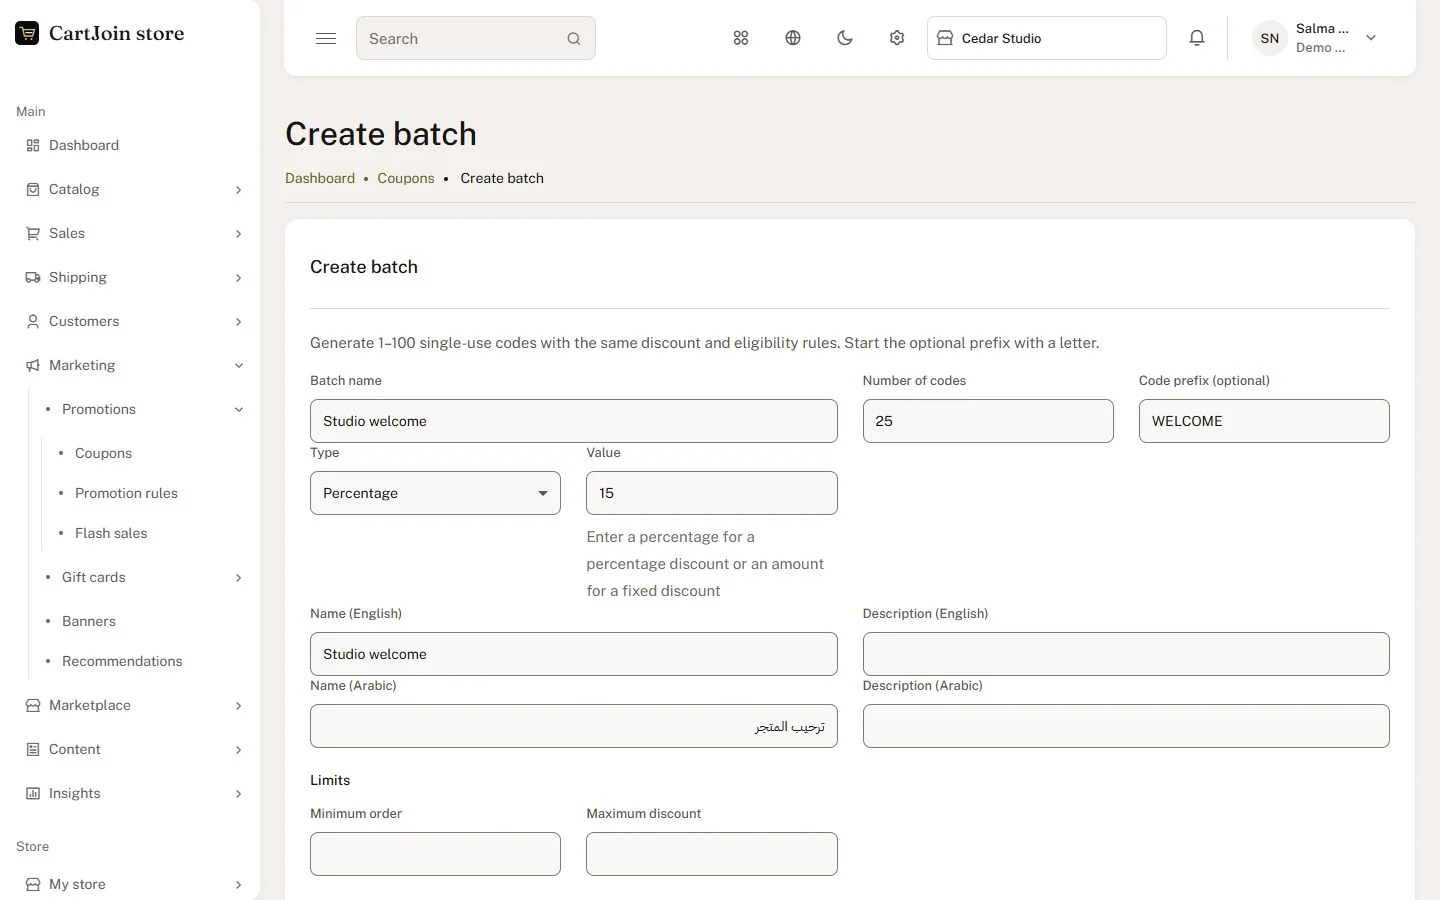 CartJoin store
Search
Cedar Studio
SN
Salma ...
Demo ...
Main
Dashboard
Catalog
Sales
Shipping
Customers
Marketing
Promotions
Coupons
Promotion rules
Flash sales
Gift cards
Banners
Recommendations
Marketplace
Content
Insights
Store
My store
Create batch
Dashboard • Coupons • Create batch
Create batch
Generate 1–100 single-use codes with the same discount and eligibility rules. Start the optional prefix with a letter.
Batch name
Number of codes
Code prefix (optional)
Studio welcome
25
WELCOME
Type
Value
Percentage
15
Enter a percentage for a
percentage discount or an amount
for a fixed discount
Name (English)
Description (English)
Studio welcome
Name (Arabic)
Description (Arabic)
ترحيب المتجر
Limits
Minimum order
Maximum discount